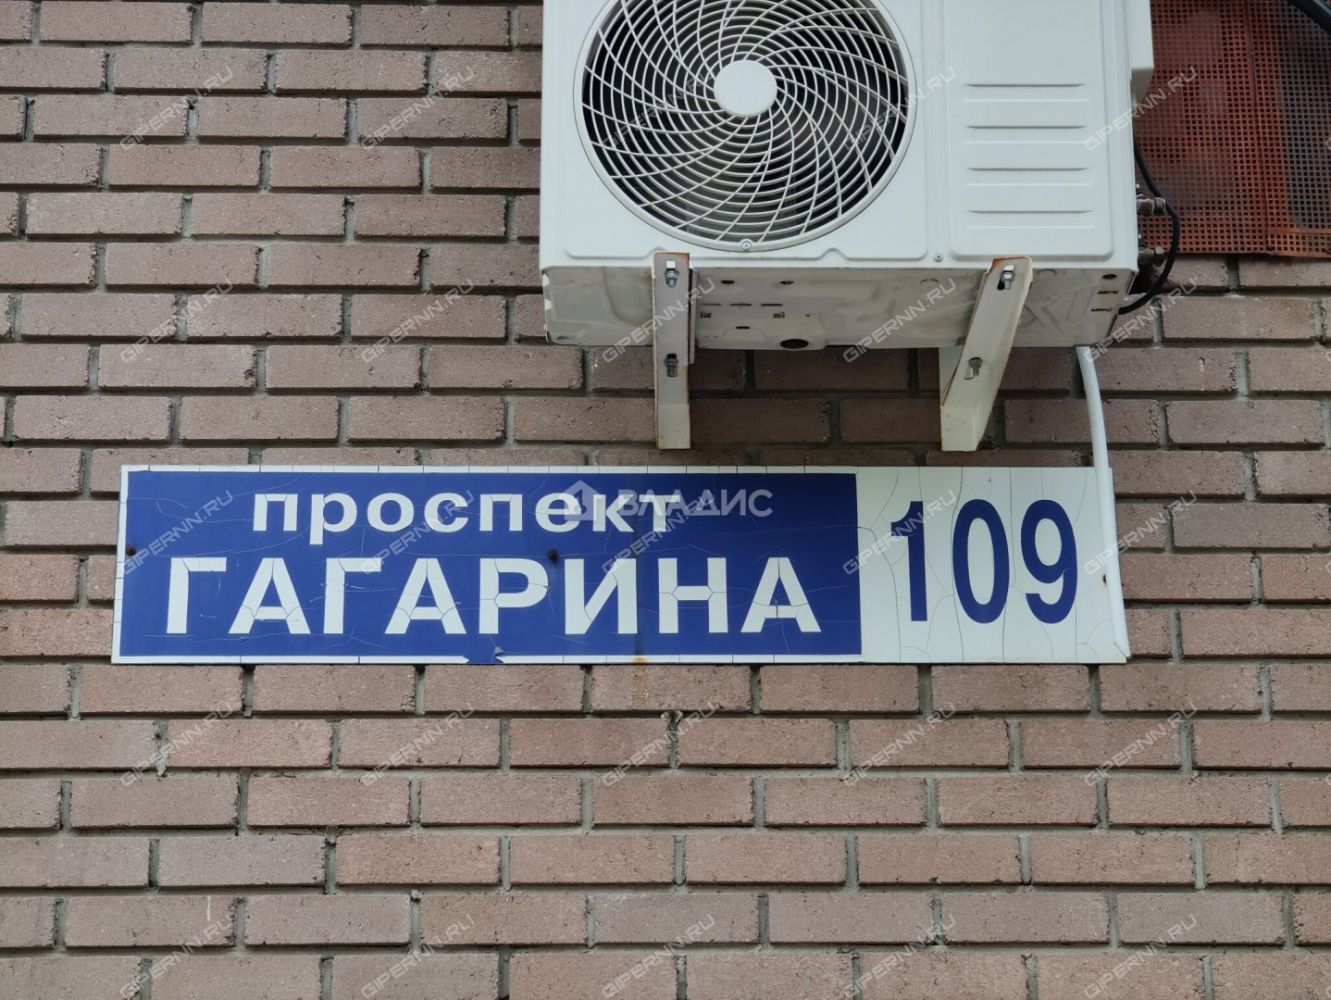 проспект
ГАГАРИНА
109
ВЛАДИС
GIPERNN.RU